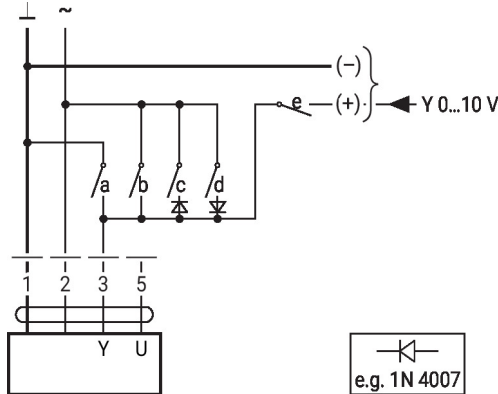 ⊥ ~
(−)
e (+) Y 0...10 V
a b c d
1 2 3 5
Y U
e.g. 1N 4007